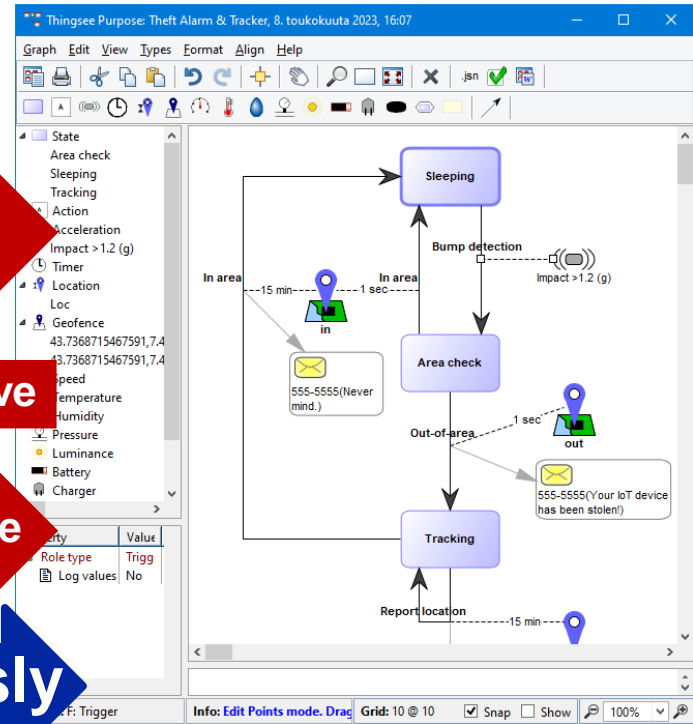 Thingsee Purpose: Theft Alarm & Tracker, 8. toukokuuta 2023, 16:07
Graph Edit View Types Format Align Help
.jsn
A
State
Area check
Sleeping
Tracking
Action
Acceleration
Impact >1.2 (g)
Timer
Location
Loc
Geofence
43.7368715467591,7.4
43.7368715467591,7.4
Speed
Temperature
Humidity
Pressure
Luminance
Battery
Charger
ve
e
sly
Value
Role type Trigg
Log values No
Sleeping
Bump detection
Impact >1.2 (g)
In area
15 min
1 sec
In area
in
555-5555(Never
mind.)
Area check
Out-of-area
1 sec
out
555-5555(Your IoT device
has been stolen!)
Tracking
Report location
15 min
F: Trigger
Info: Edit Points mode. Drag
Grid: 10 @ 10
Snap
Show
100%